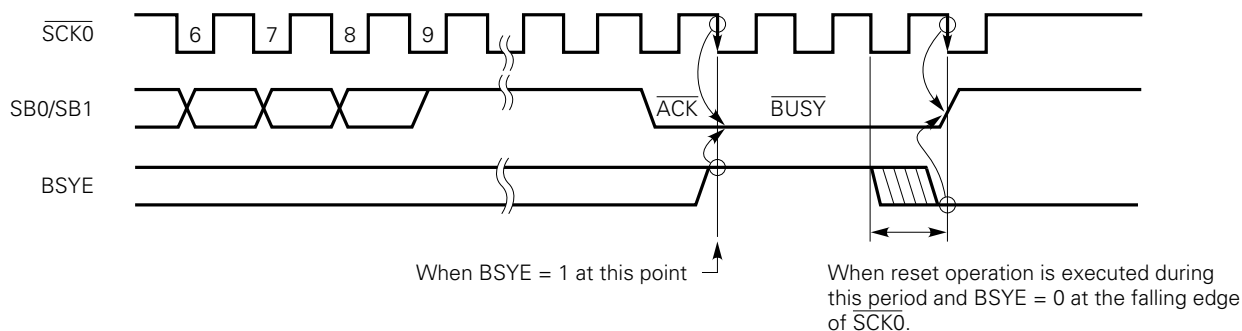 SCK0
6 7 8 9
SB0/SB1
ACK BUSY
BSYE
When BSYE = 1 at this point
When reset operation is executed during
this period and BSYE = 0 at the falling edge
of SCK0.